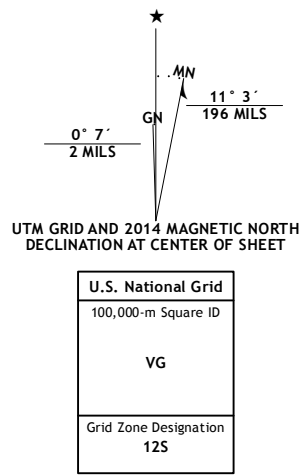 ★
MN
GN
11° 3´
196 MILS
0° 7´
2 MILS
UTM GRID AND 2014 MAGNETIC NORTH
DECLINATION AT CENTER OF SHEET
U.S. National Grid
100,000-m Square ID
VG
Grid Zone Designation
12S